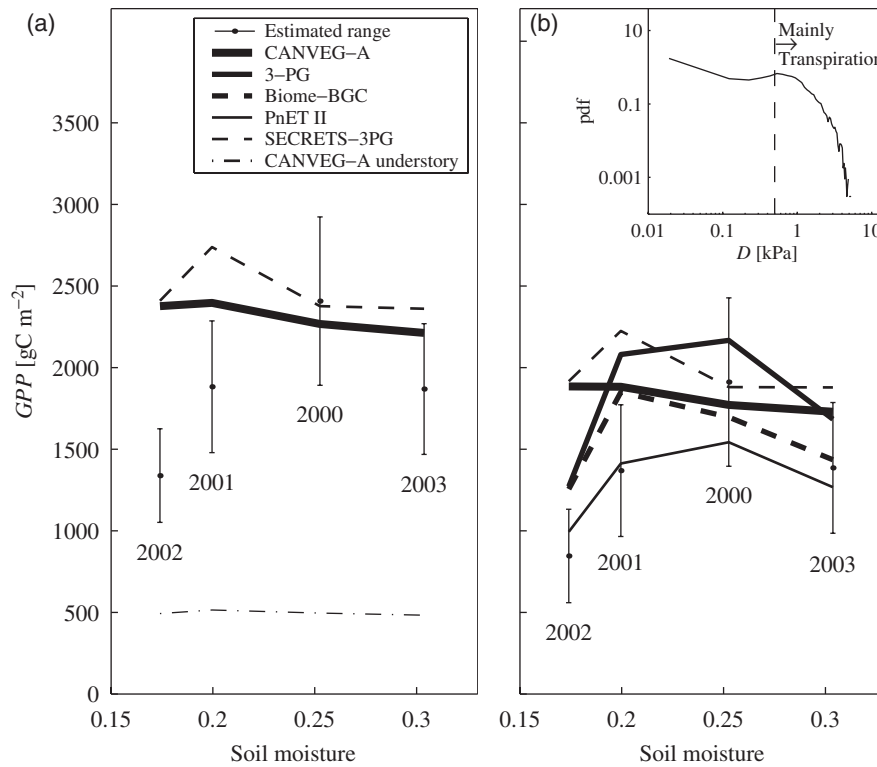 (a)
Estimated range
CANVEG–A
3–PG
Biome–BGC
PnET II
SECRETS–3PG
CANVEG–A understory
GPP [gC m−2]
3500
3000
2500
2000
1500
1000
500
0
2002
2001
2000
2003
0.15
0.2
0.25
0.3
Soil moisture
(b)
Mainly
Transpiration
pdf
10
0.1
0.001
0.01
0.1
1
10
D [kPa]
2002
2001
2000
2003
0.15
0.2
0.25
0.3
Soil moisture